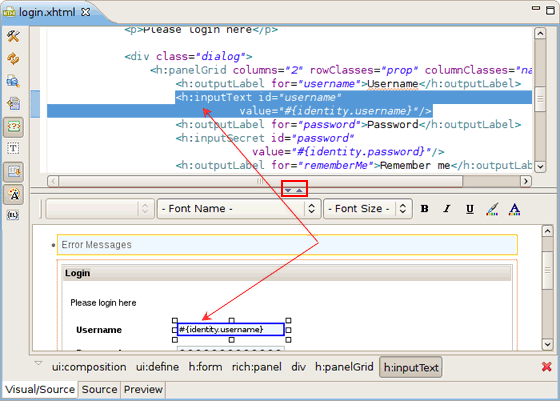 login.xhtml
<p>Please login here</p>
<div class="dialog">
<h:panelGrid columns="2" rowClasses="prop" columnClasses="na
<h:outputLabel for="username">Username</h:outputLabel>
<h:inputText id="username"
value="#{identity.username}"/>
<h:outputLabel for="password">Password</h:outputLabel>
<h:inputSecret id="password"
value="#{identity.password}"/>
<h:outputLabel for="rememberMe">Remember me</h:outputLabe
- Font Name - - Font Size - B I U A
Error Messages
Login
Please login here
Username #{identity.username}
ui:composition ui:define h:form rich:panel div h:panelGrid h:inputText
Visual/Source Source Preview